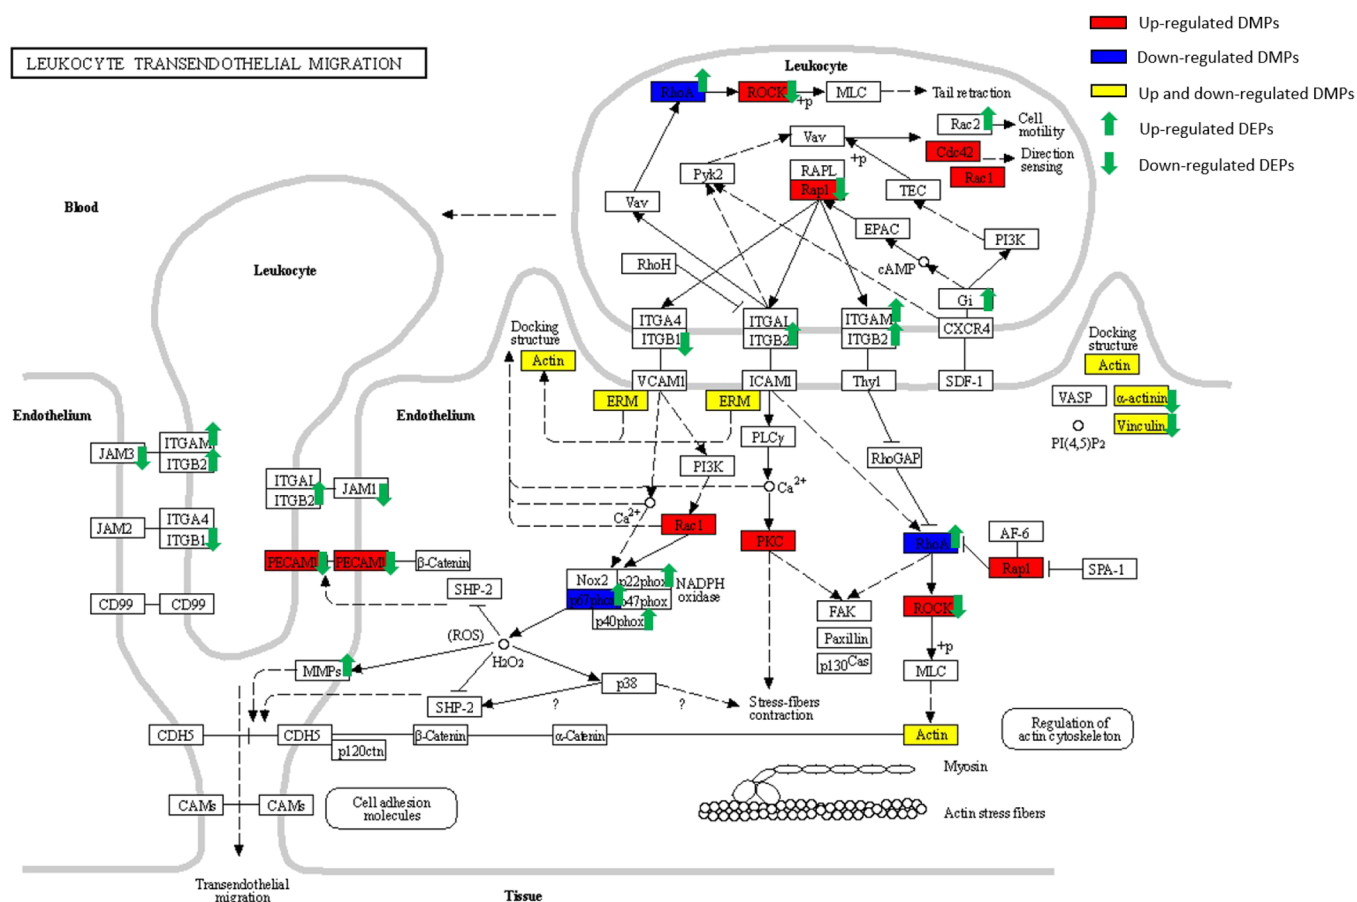 LEUKOCYTE TRANSENDOTHELIAL MIGRATION
Up-regulated DMPs
Down-regulated DMPs
Up and down-regulated DMPs
Up-regulated DEPs
Down-regulated DEPs
Leukocyte
RhoA
ROCK
+p
MLC
Tail retraction
Rac2
Cell
motility
Vav
+p
Cdc42
Direction
sensing
Rac1
Pyk2
RAPL
Rap1
TEC
Vav
EPAC
PI3K
RhoH
cAMP
Gi
ITGA4
ITGB1
ITGAL
ITGB2
ITGAM
ITGB2
CXCR4
Blood
Leukocyte
Docking
structure
Actin
VCAM1
ICAM1
Thy1
SDF-1
Docking
structure
Actin
ERM
ERM
VASP
α-actinin
PI(4,5)P2
Vinculin
Endothelium
Endothelium
PLCγ
PI3K
RhoGAP
JAM3
ITGAM
ITGB2
ITGAL
ITGB2
JAM1
Ca2+
Ca2+
JAM2
ITGA4
ITGB1
Rac1
PKC
RhoA
AF-6
Rap1
SPA-1
PECAM1
PECAM1
β-Catenin
SHP-2
Nox2
p22phox
p67phox
p47phox
p40phox
NADPH
oxidase
CD99
CD99
FAK
Paxillin
p130Cas
ROCK
+p
MLC
(ROS)
H2O2
MMPs
p38
SHP-2
?
?
Stress-fibers
contraction
CDH5
CDH5
p120ctn
β-Catenin
α-Catenin
Actin
Regulation of
actin cytoskeleton
Myosin
CAMs
CAMs
Cell adhesion
molecules
Actin stress fibers
Transendothelial
migration
Tissue